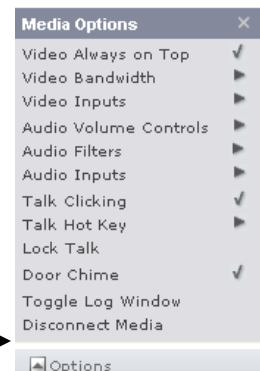 Media Options
Video Always on Top
Video Bandwidth
Video Inputs
Audio Volume Controls
Audio Filters
Audio Inputs
Talk Clicking
Talk Hot Key
Lock Talk
Door Chime
Toggle Log Window
Disconnect Media
Options